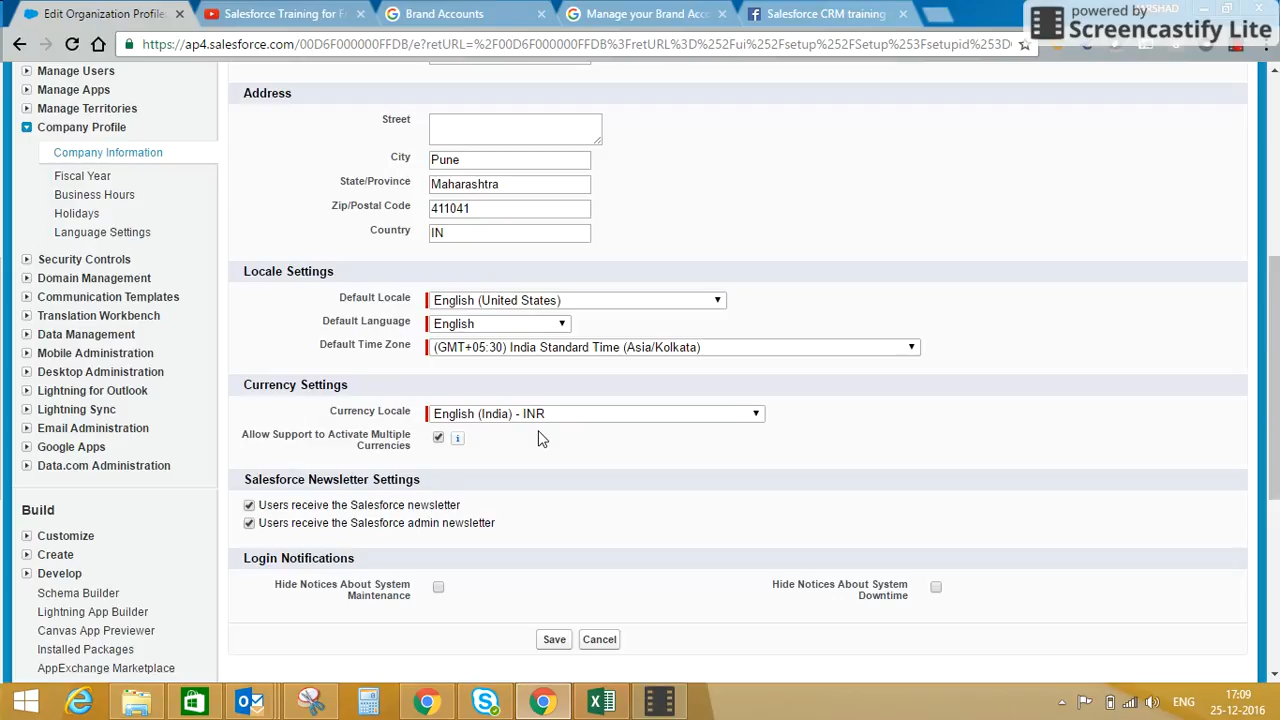 Edit Organization Profile
Salesforce Training for F
Brand Accounts
Manage your Brand Acc
Salesforce CRM training
powered by
Screencastify Lite
https://ap4.salesforce.com/00D6F000000FFDB/e?retURL=%2F00D6F000000FFDB%3FretURL%3D%252Fui%252Fsetup%252FSetup%253Fsetupid%253DC
Manage Users
Manage Apps
Manage Territories
Company Profile
Company Information
Fiscal Year
Business Hours
Holidays
Language Settings
Security Controls
Domain Management
Communication Templates
Translation Workbench
Data Management
Mobile Administration
Desktop Administration
Lightning for Outlook
Lightning Sync
Email Administration
Google Apps
Data.com Administration
Build
Customize
Create
Develop
Schema Builder
Lightning App Builder
Canvas App Previewer
Installed Packages
AppExchange Marketplace
Address
Street
City Pune
State/Province Maharashtra
Zip/Postal Code 411041
Country IN
Locale Settings
Default Locale English (United States)
Default Language English
Default Time Zone (GMT+05:30) India Standard Time (Asia/Kolkata)
Currency Settings
Currency Locale English (India) - INR
Allow Support to Activate Multiple
Currencies
Salesforce Newsletter Settings
Users receive the Salesforce newsletter
Users receive the Salesforce admin newsletter
Login Notifications
Hide Notices About System
Maintenance
Hide Notices About System
Downtime
Save Cancel
ENG
17:09
25-12-2016